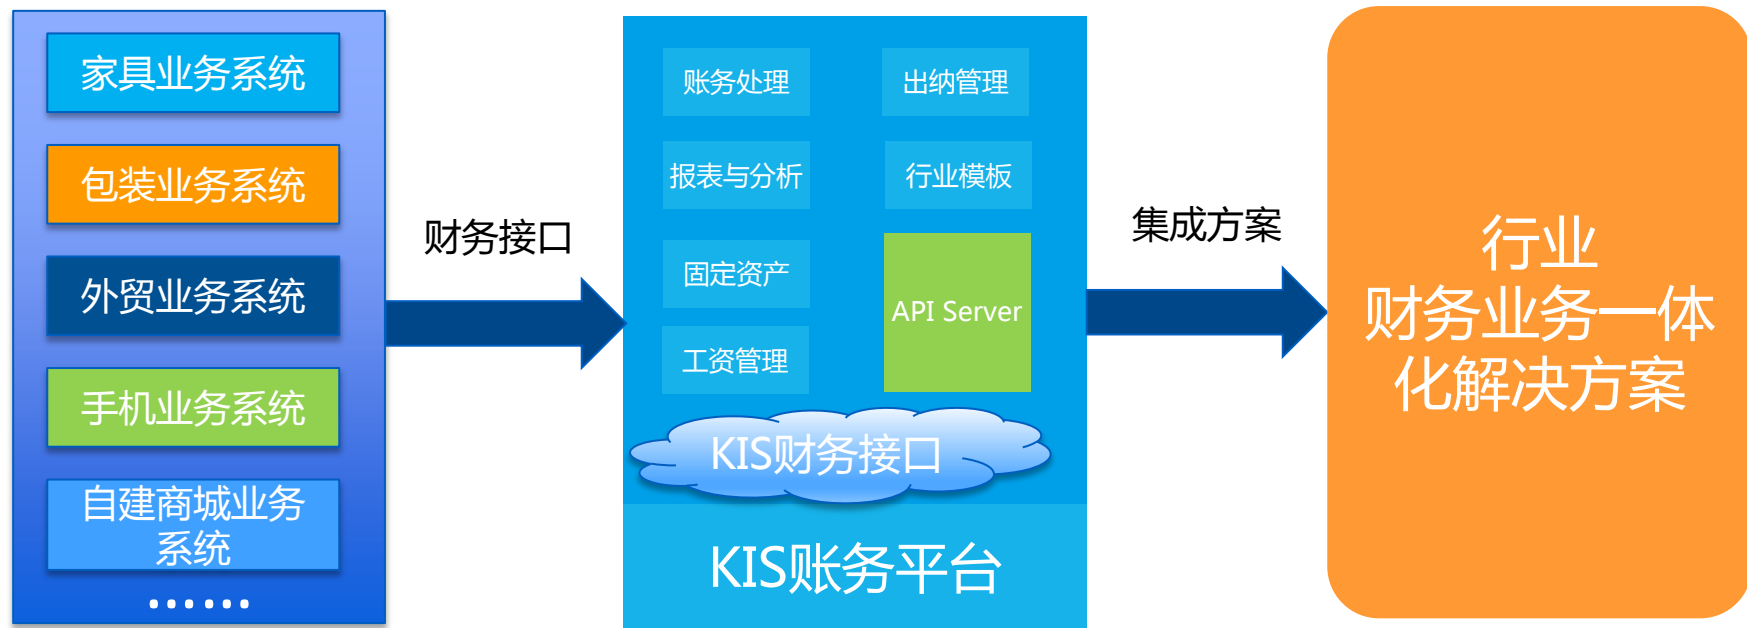 家具业务系统
包装业务系统
外贸业务系统
手机业务系统
自建商城业务
系统
……
财务接口
账务处理
出纳管理
报表与分析
行业模板
固定资产
API Server
工资管理
KIS财务接口
KIS账务平台
集成方案
行业
财务业务一体
化解决方案